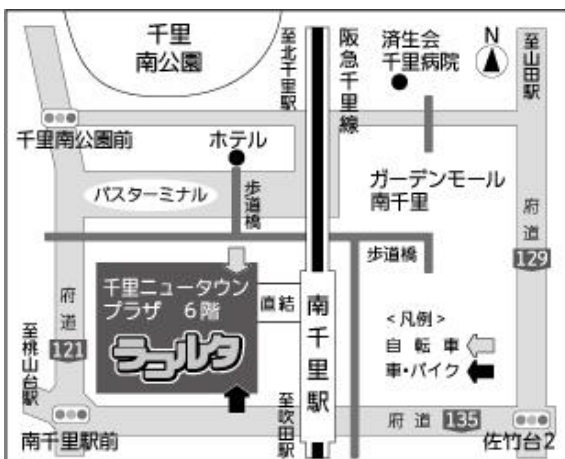 千里
南公園
至北千里駅
阪急千里線
済生会
千里病院
N
至山田駅
千里南公園前
ホテル
バスターミナル
歩道橋
ガーデンモール
南千里
府道
129
歩道橋
千里ニュータウン
プラザ 6階
ラコルタ
直結
南千里駅
<凡例>
自転車
車・バイク
府道
121
至桃山台駅
南千里駅前
至吹田駅
府道
135
佐竹台2